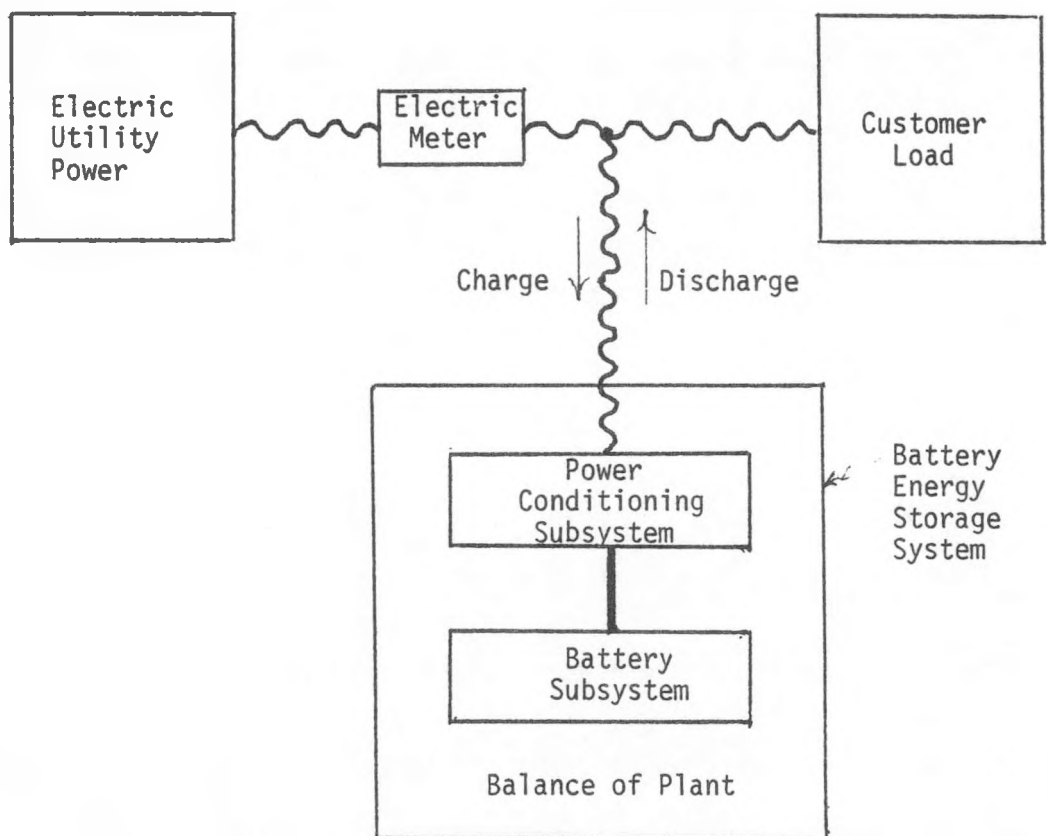 Electric
Utility
Power
Electric
Meter
Customer
Load
Charge
Discharge
Power
Conditioning
Subsystem
Battery
Energy
Storage
System
Battery
Subsystem
Balance of Plant